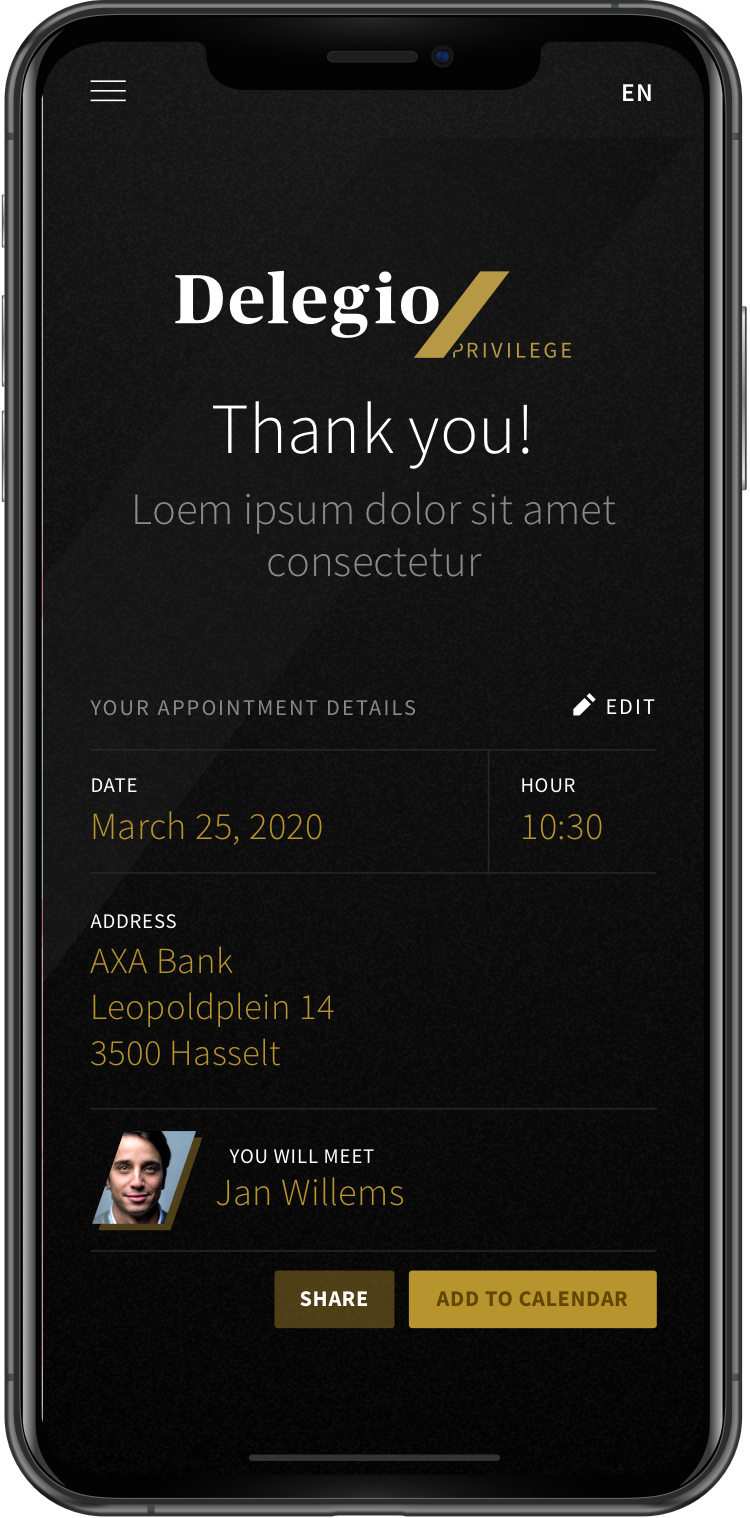 EN
Delegio
PRIVILEGE
Thank you!
Loem ipsum dolor sit amet
consectetur
YOUR APPOINTMENT DETAILS
EDIT
DATE
HOUR
March 25, 2020
10:30
ADDRESS
AXA Bank
Leopoldplein 14
3500 Hasselt
YOU WILL MEET
Jan Willems
SHARE
ADD TO CALENDAR